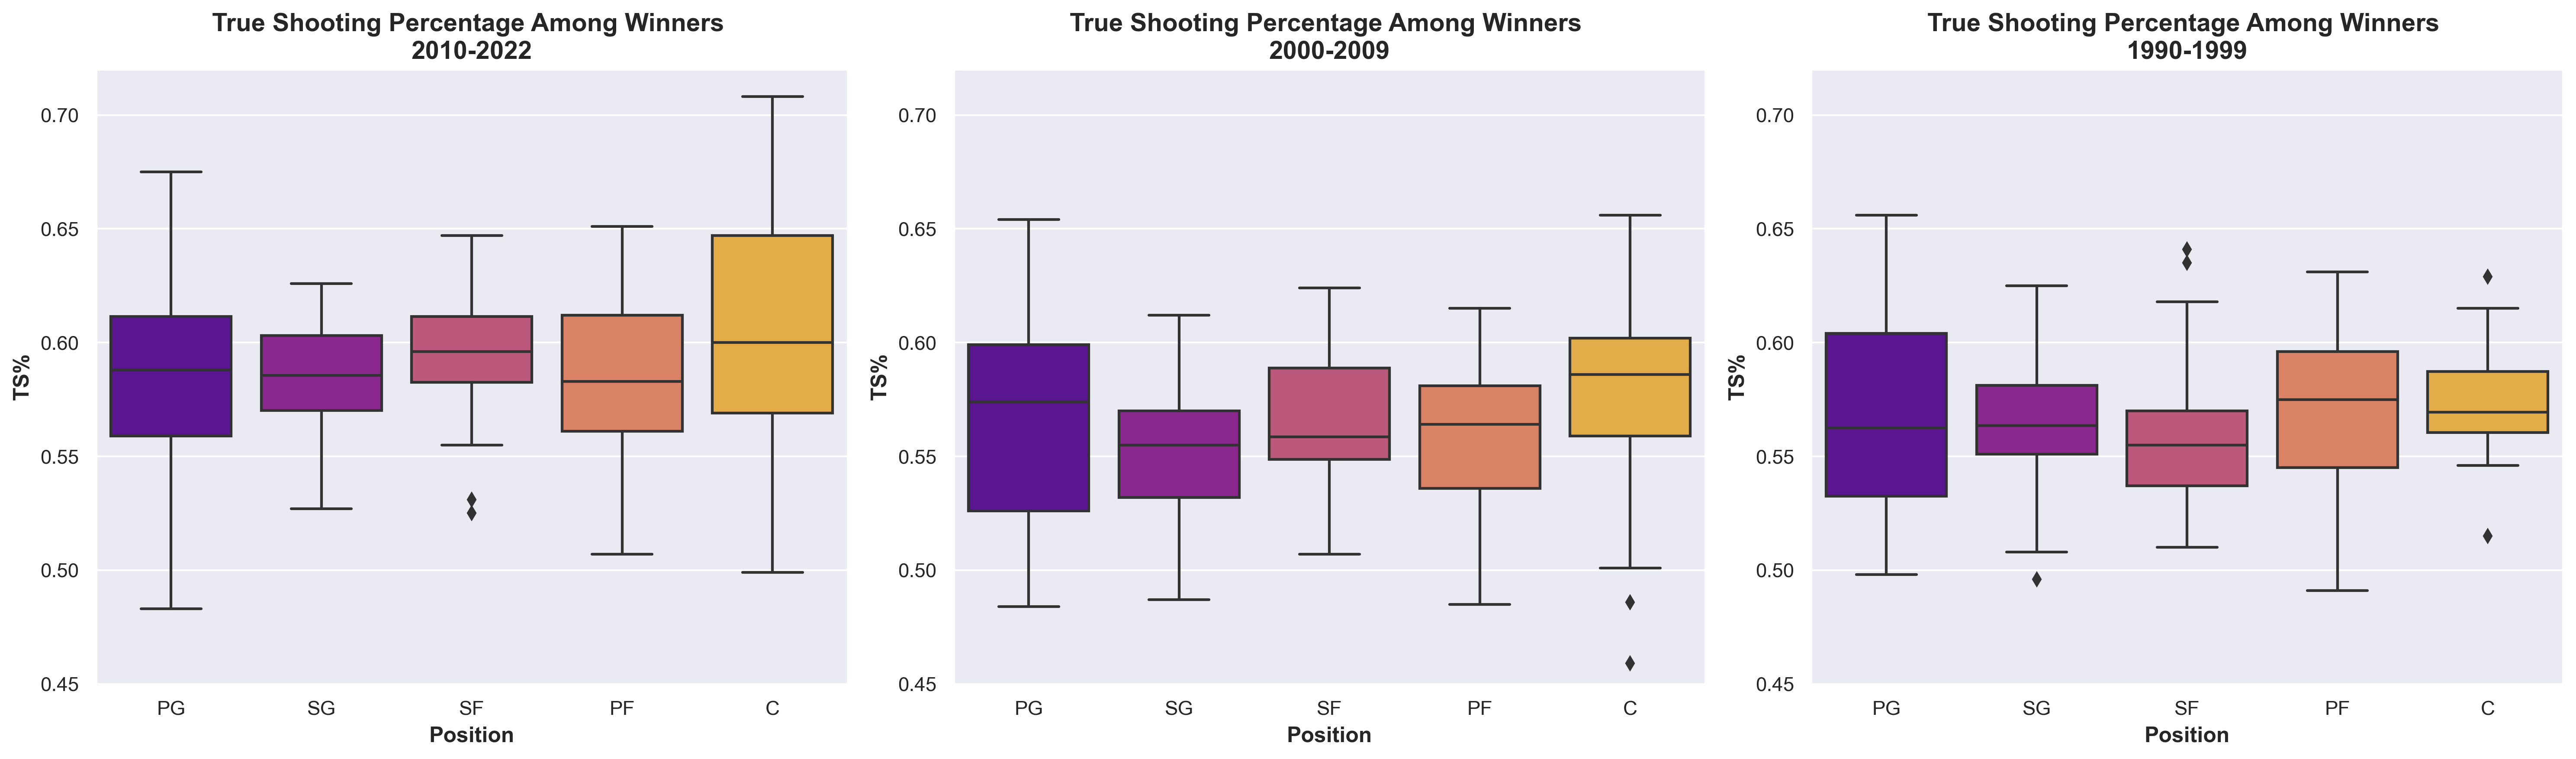 True Shooting Percentage Among Winners
2010-2022
0.70
0.65
0.60
0.55
0.50
0.45
TS%
PG SG SF PF C
Position
True Shooting Percentage Among Winners
2000-2009
0.70
0.65
0.60
0.55
0.50
0.45
TS%
PG SG SF PF C
Position
True Shooting Percentage Among Winners
1990-1999
0.70
0.65
0.60
0.55
0.50
0.45
TS%
PG SG SF PF C
Position